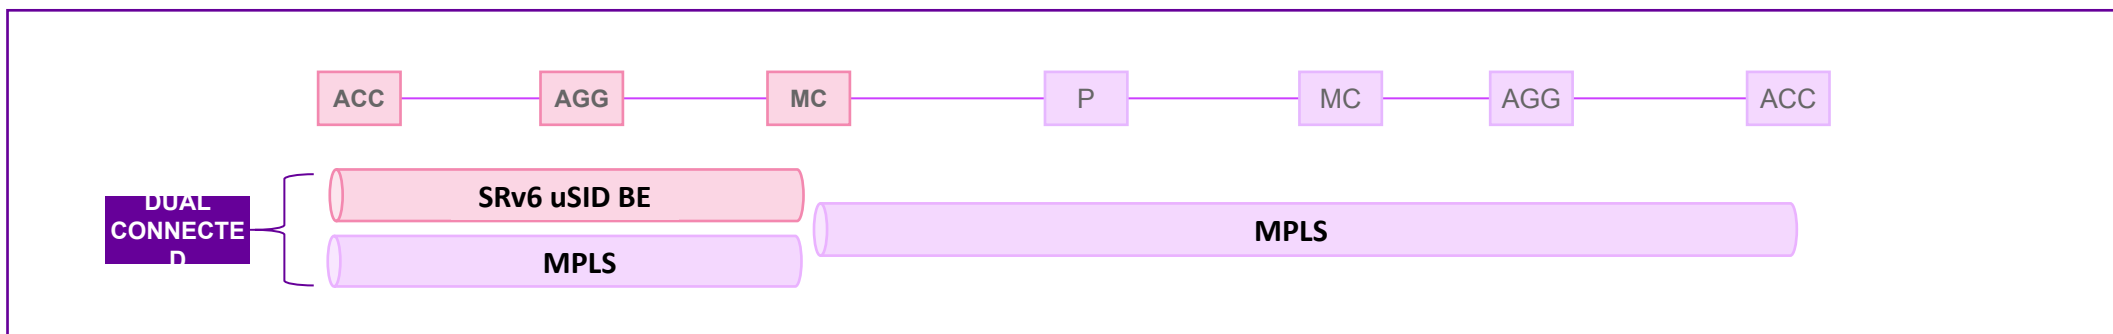 ACC AGG MC P MC AGG ACC
DUAL
CONNECTE
D
SRv6 uSID BE
MPLS
MPLS